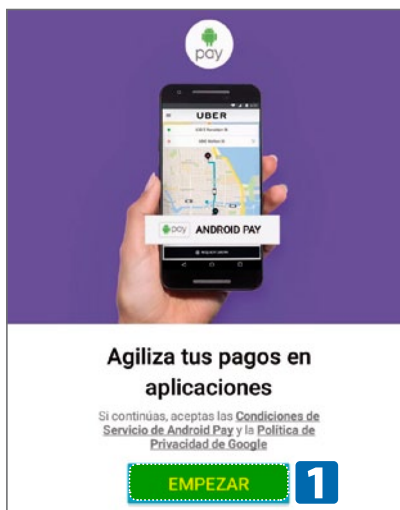 pay
UBER
pay ANDROID PAY
Agiliza tus pagos en
aplicaciones
Si continúas, aceptas las Condiciones de
Servicio de Android Pay y la Política de
Privacidad de Google
EMPEZAR 1